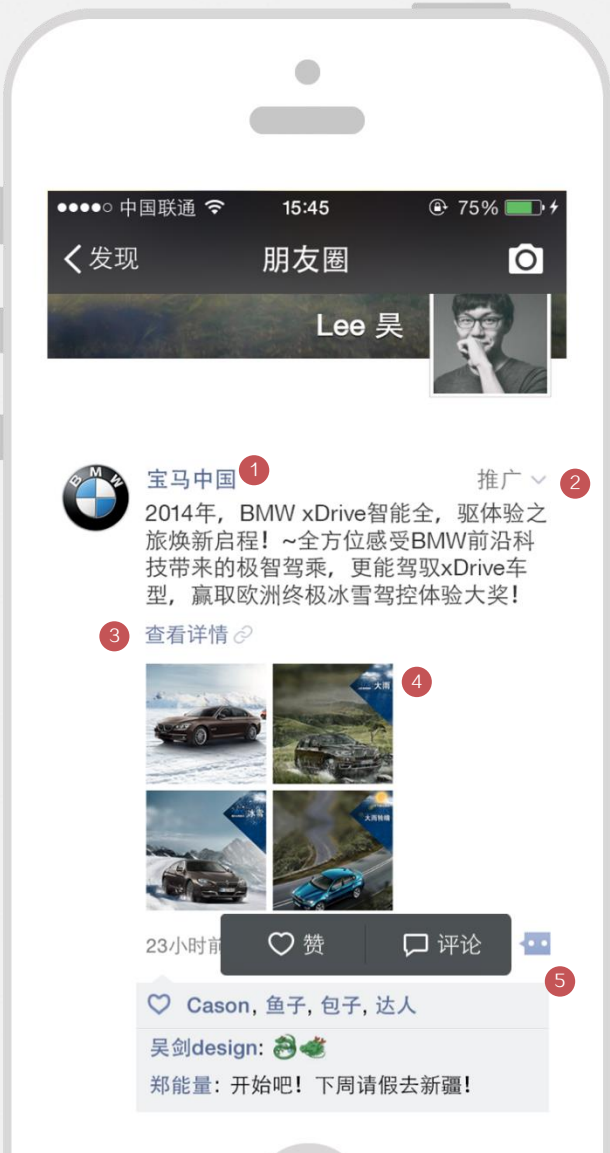 中国联通 15:45 75%
发现 朋友圈
Lee 昊
BMW
宝马中国 1 推广 2
2014年，BMW xDrive智能全，驱体验之
旅焕新启程！~全方位感受BMW前沿科
技带来的极智驾乘，更能驾驭xDrive车
型，赢取欧洲终极冰雪驾控体验大奖！
3 查看详情
4
大雨
冰雪
大雨转晴
23小时前 赞 评论
5
Cason, 鱼子, 包子, 达人
吴剑design:
郑能量: 开始吧！下周请假去新疆！